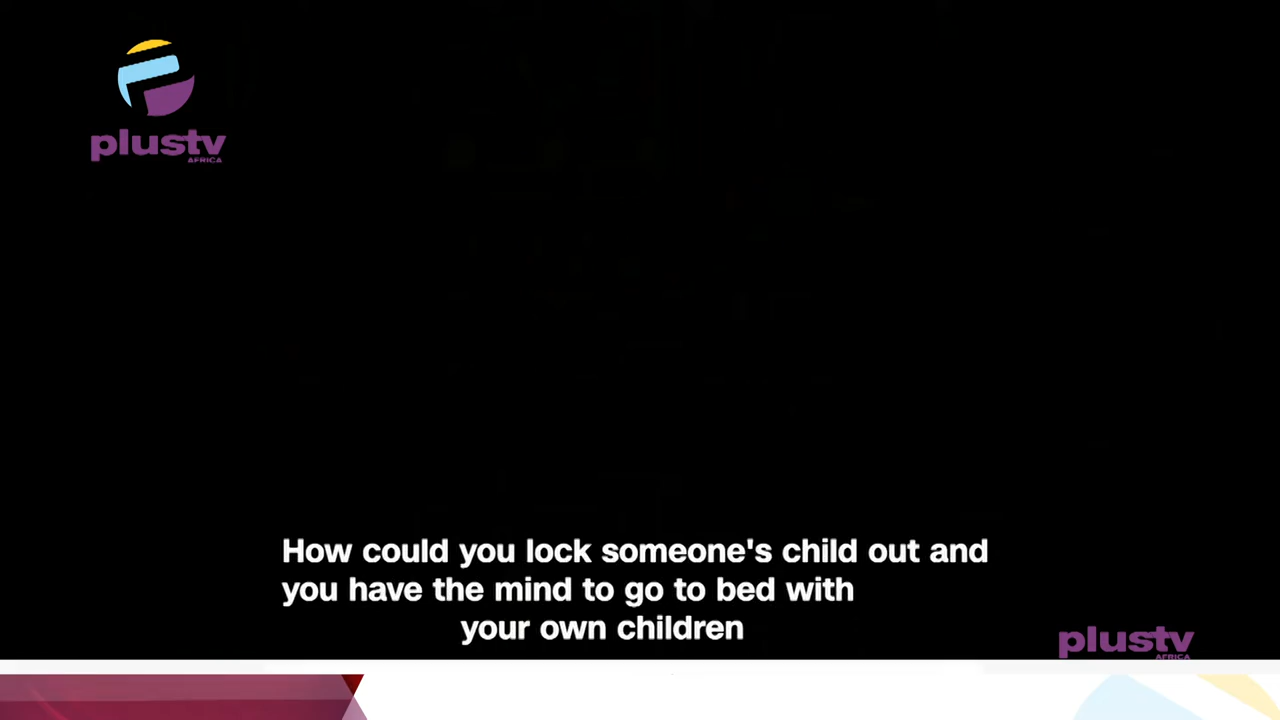 plustv
AFRICA
How could you lock someone's child out and
you have the mind to go to bed with
your own children
plustv
AFRICA